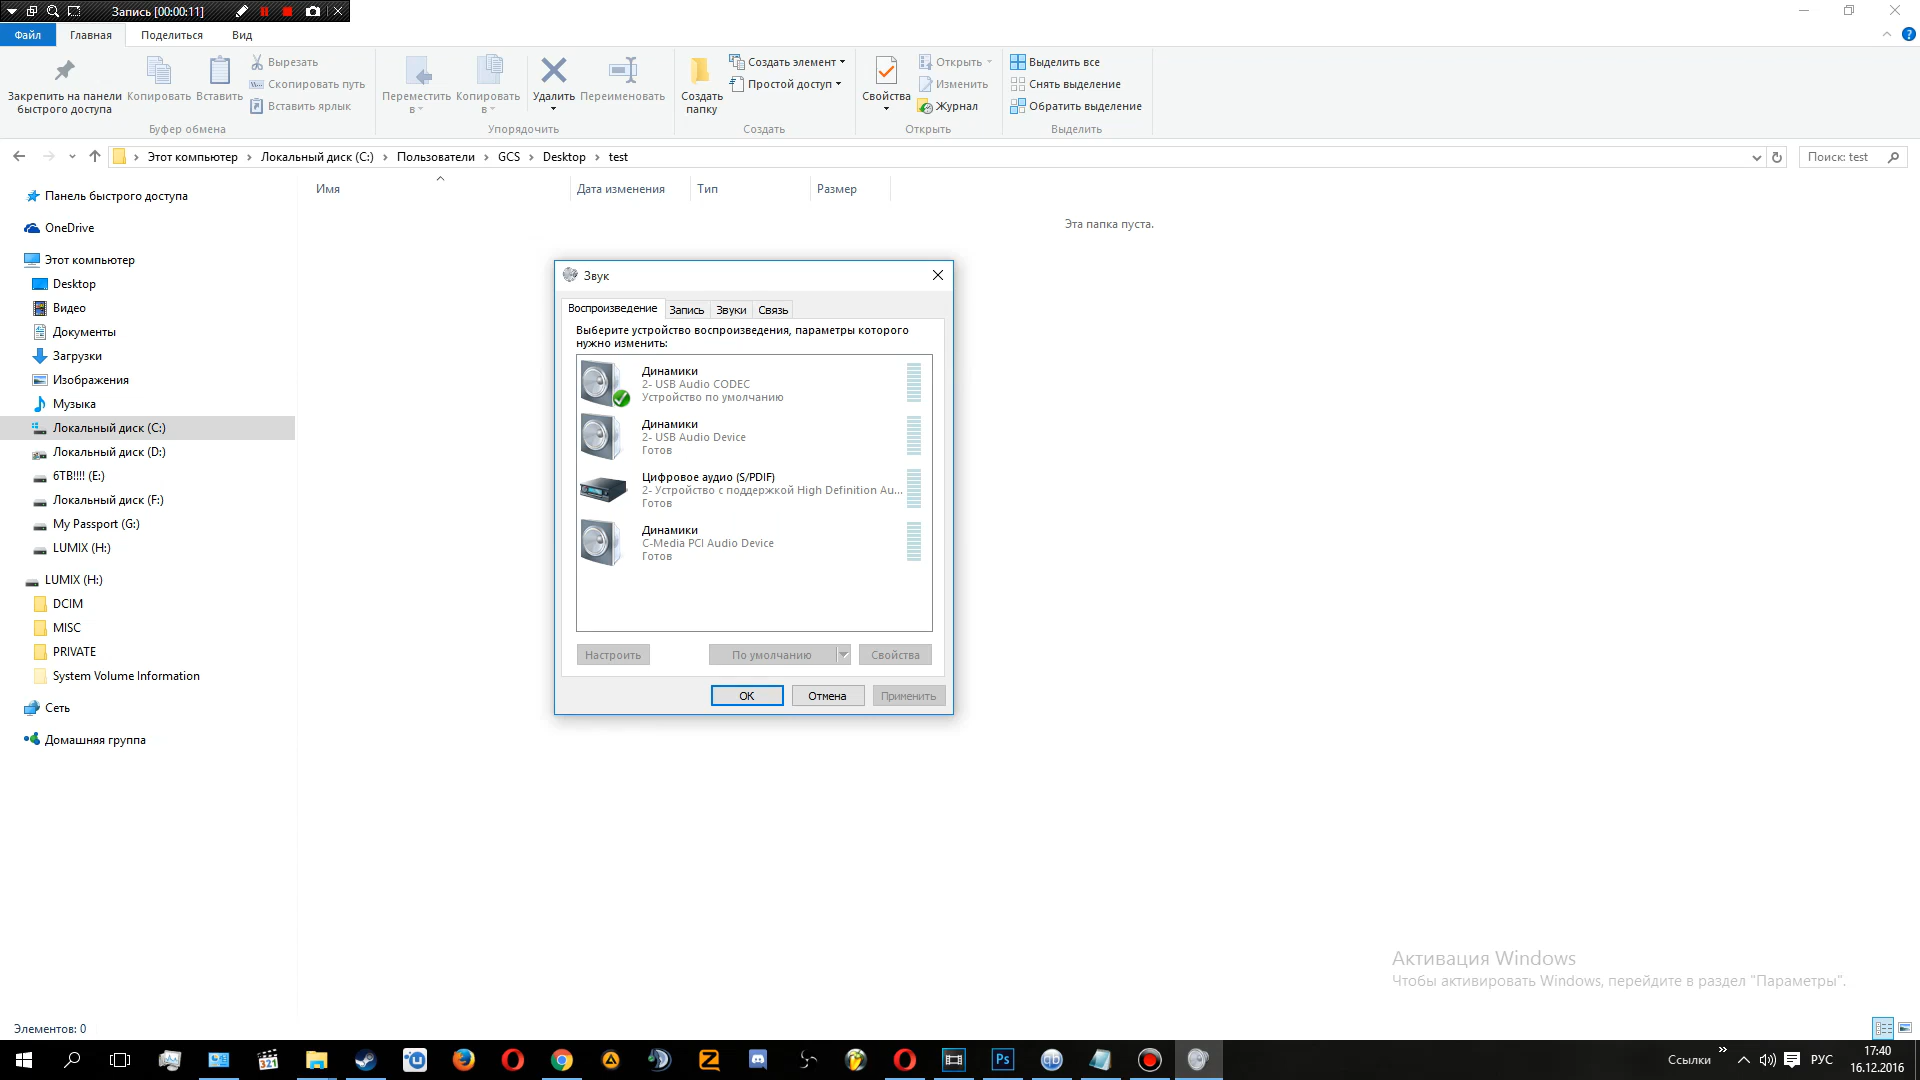 Запись [00:00:11]
Файл Главная Поделиться Вид
Закрепить на панели быстрого доступа
Копировать
Вставить
Вырезать
Скопировать путь
Вставить ярлык
Буфер обмена
Переместить в
Копировать в
Удалить
Переименовать
Упорядочить
Создать папку
Создать элемент
Простой доступ
Создать
Свойства
Открыть
Изменить
Журнал
Открыть
Выделить все
Снять выделение
Обратить выделение
Выделить
Этот компьютер > Локальный диск (C:) > Пользователи > GCS > Desktop > test
Поиск: test
Имя Дата изменения Тип Размер
Эта папка пуста.
Панель быстрого доступа
OneDrive
Этот компьютер
Desktop
Видео
Документы
Загрузки
Изображения
Музыка
Локальный диск (C:)
Локальный диск (D:)
6ТВ!!!! (E:)
Локальный диск (F:)
My Passport (G:)
LUMIX (H:)
LUMIX (H:)
DCIM
MISC
PRIVATE
System Volume Information
Сеть
Домашняя группа
Звук
Воспроизведение Запись Звуки Связь
Выберите устройство воспроизведения, параметры которого
нужно изменить:
Динамики
2- USB Audio CODEC
Устройство по умолчанию
Динамики
2- USB Audio Device
Готов
Цифровое аудио (S/PDIF)
2- Устройство с поддержкой High Definition Au...
Готов
Динамики
C-Media PCI Audio Device
Готов
Настроить По умолчанию Свойства
ОК Отмена Применить
Активация Windows
Чтобы активировать Windows, перейдите в раздел "Параметры".
Элементов: 0
321
Ps
Ссылки
РУС
17:40
16.12.2016